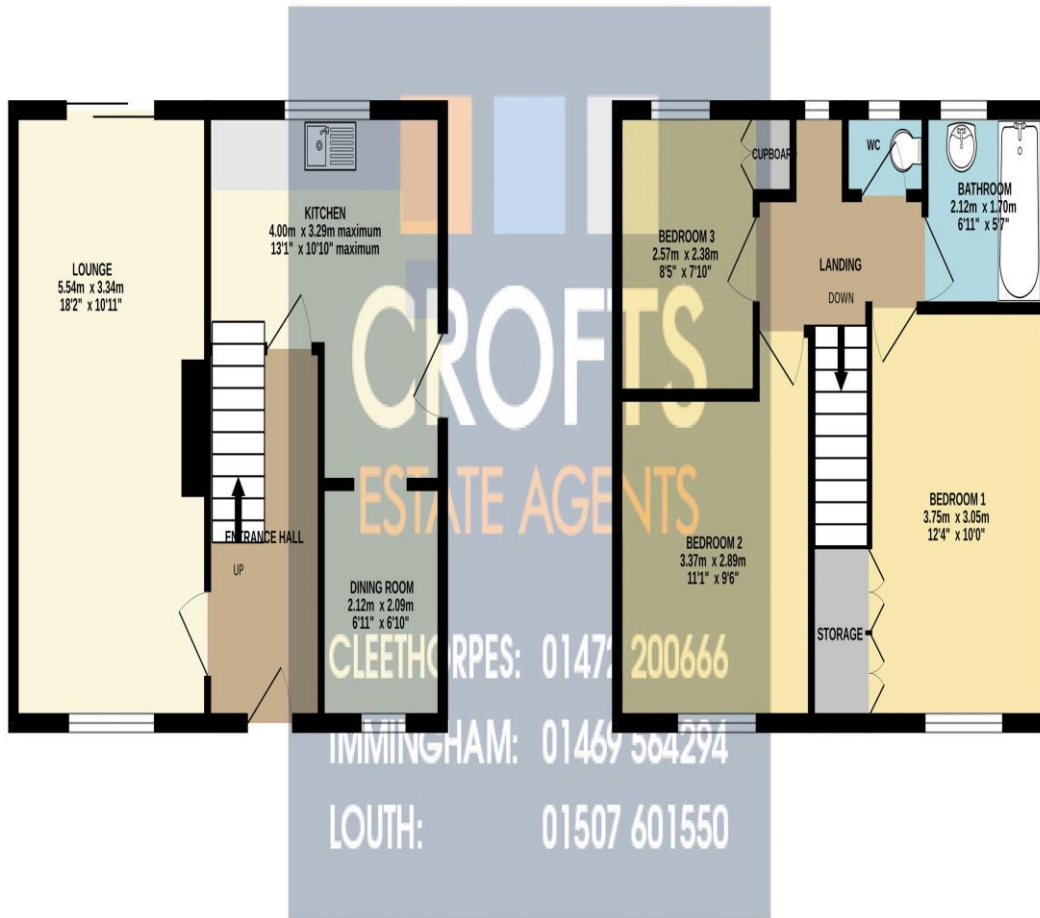 LOUNGE
5.54m x 3.34m
18'2" x 10'11"
KITCHEN
4.00m x 3.29m maximum
13'1" x 10'10" maximum
ENTRANCE HALL
UP
DINING ROOM
2.12m x 2.09m
6'11" x 6'10"
BEDROOM 3
2.57m x 2.38m
8'5" x 7'10"
CUPBOARD
WC
BATHROOM
2.12m x 1.70m
6'11" x 5'7"
LANDING
DOWN
BEDROOM 2
3.37m x 2.89m
11'1" x 9'6"
BEDROOM 1
3.75m x 3.05m
12'4" x 10'0"
STORAGE
CROFTS
ESTATE AGENTS
CLEETHORPES: 01472 200666
IMMINGHAM: 01469 564294
LOUTH: 01507 601550